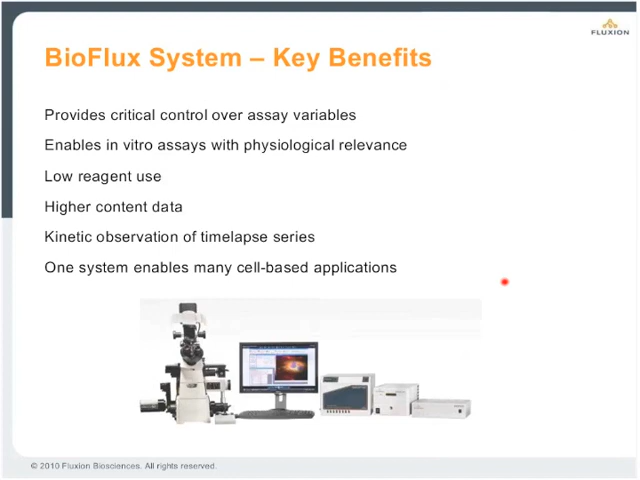 FLUXION
BioFlux System – Key Benefits
Provides critical control over assay variables
Enables in vitro assays with physiological relevance
Low reagent use
Higher content data
Kinetic observation of timelapse series
One system enables many cell-based applications
© 2010 Fluxion Biosciences. All rights reserved.